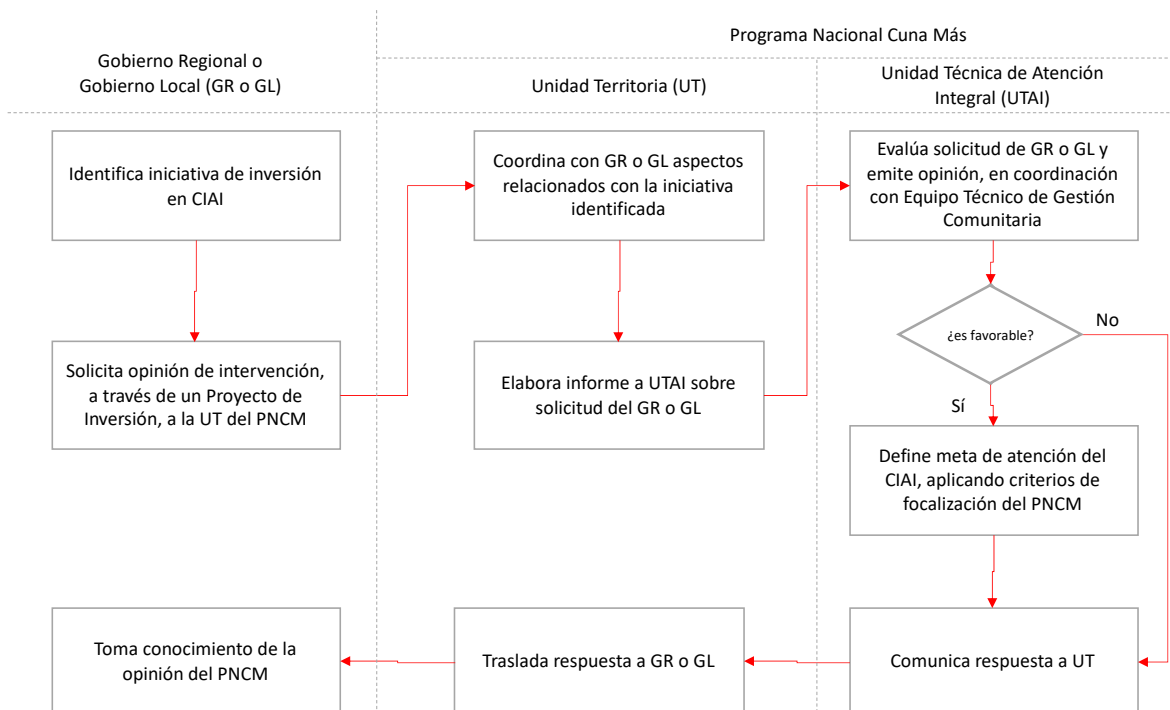 Programa Nacional Cuna Más
Gobierno Regional o
Gobierno Local (GR o GL)
Unidad Territoria (UT)
Unidad Técnica de Atención
Integral (UTAI)
Identifica iniciativa de inversión
en CIAI
Coordina con GR o GL aspectos
relacionados con la iniciativa
identificada
Evalúa solicitud de GR o GL y
emite opinión, en coordinación
con Equipo Técnico de Gestión
Comunitaria
¿es favorable?
No
Sí
Solicita opinión de intervención,
a través de un Proyecto de
Inversión, a la UT del PNCM
Elabora informe a UTAI sobre
solicitud del GR o GL
Define meta de atención del
CIAI, aplicando criterios de
focalización del PNCM
Toma conocimiento de la
opinión del PNCM
Traslada respuesta a GR o GL
Comunica respuesta a UT